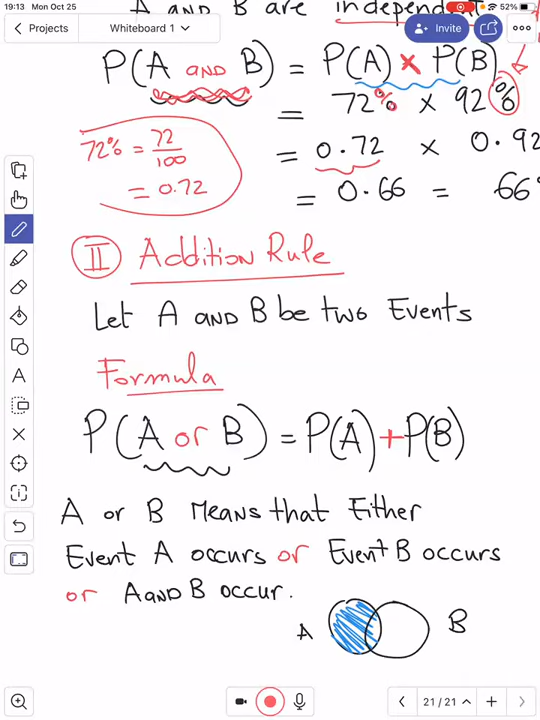 19:13 Mon Oct 25
52%
A and B are independent
Projects
Whiteboard 1
Invite
P(A AND B) = P(A) × P(B)
= 72% × 92%
72% = 72/100
= 0.72
= 0.72 × 0.92
= 0.66 = 66%
II Addition Rule
Let A AND B be two Events
Formula
P(A or B) = P(A) + P(B)
A or B Means that Either
Event A occurs or Event B occurs
or A AND B occur.
A B
21/21